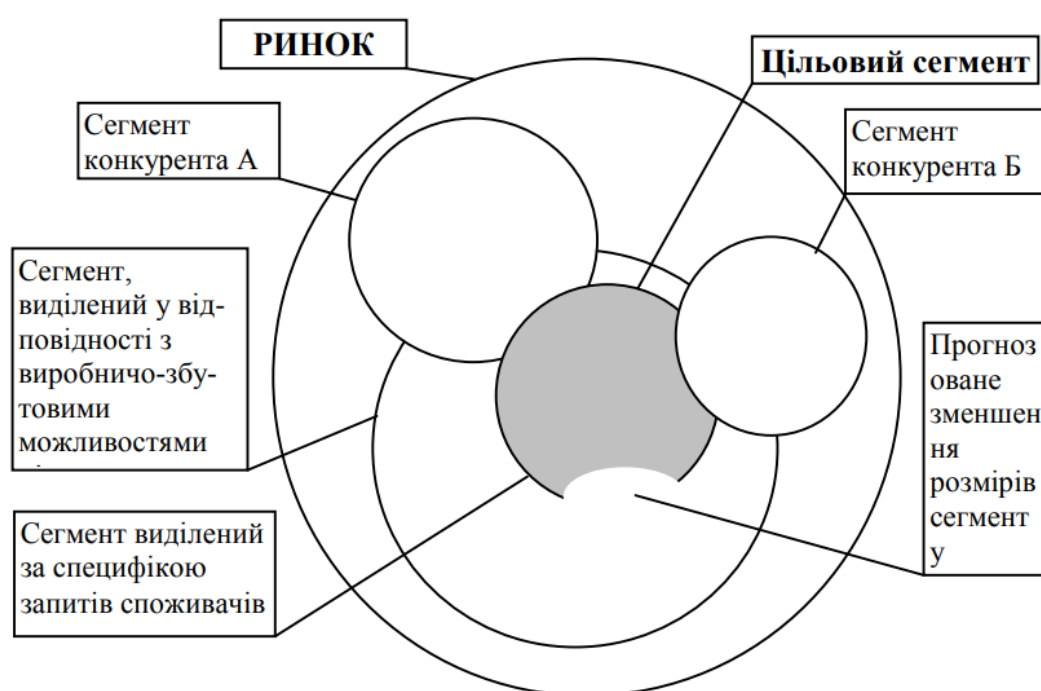 РИНОК
Цільовий сегмент
Сегмент
конкурента А
Сегмент
конкурента Б
Сегмент,
виділений у від-
повідності з
виробничо-збу-
товими
можливостями
Прогноз
оване
зменшен
ня
розмірів
сегмент
у
Сегмент виділений
за специфікою
запитів споживачів